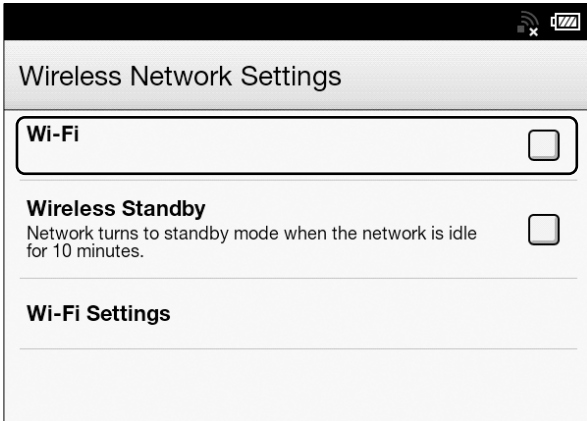 Wireless Network Settings
Wi-Fi
Wireless Standby
Network turns to standby mode when the network is idle
for 10 minutes.
Wi-Fi Settings